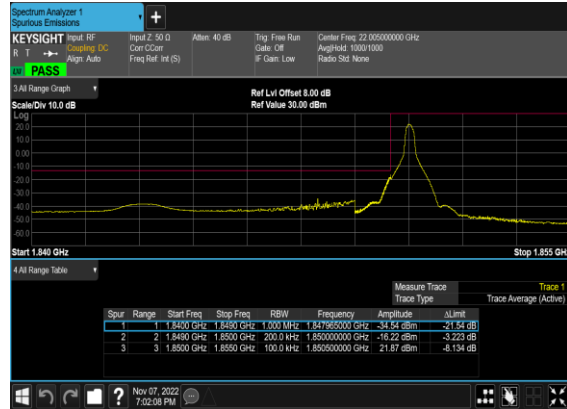 Spectrum Analyzer 1
Spurious Emissions
+
KEYSIGHT
R T
PASS
Input: RF
Coupling: DC
Align: Auto
Input Z: 50 Ω
Corr CCorr
Freq Ref: Int (S)
Atten: 40 dB
Trig: Free Run
Gate: Off
IF Gain: Low
Center Freq: 22.005000000 GHz
Avg|Hold: 1000/1000
Radio Std: None
3 All Range Graph
Scale/Div 10.0 dB
Ref Lvl Offset 8.00 dB
Ref Value 30.00 dBm
Log
20.0
10.0
0.00
-10.0
-20.0
-30.0
-40.0
-50.0
-60.0
Start 1.840 GHz
Stop 1.855 GH
4 All Range Table
Measure Trace Trace 1
Trace Type Trace Average (Active)
Spur Range Start Freq Stop Freq RBW Frequency Amplitude ΔLimit
1 1 1.8400 GHz 1.8490 GHz 1.000 MHz 1.847965000 GHz -34.54 dBm -21.54 dB
2 2 1.8490 GHz 1.8500 GHz 200.0 kHz 1.850000000 GHz -16.22 dBm -3.223 dB
3 3 1.8500 GHz 1.8550 GHz 100.0 kHz 1.850500000 GHz 21.87 dBm -8.134 dB
?
Nov 07, 2022
7:02:08 PM